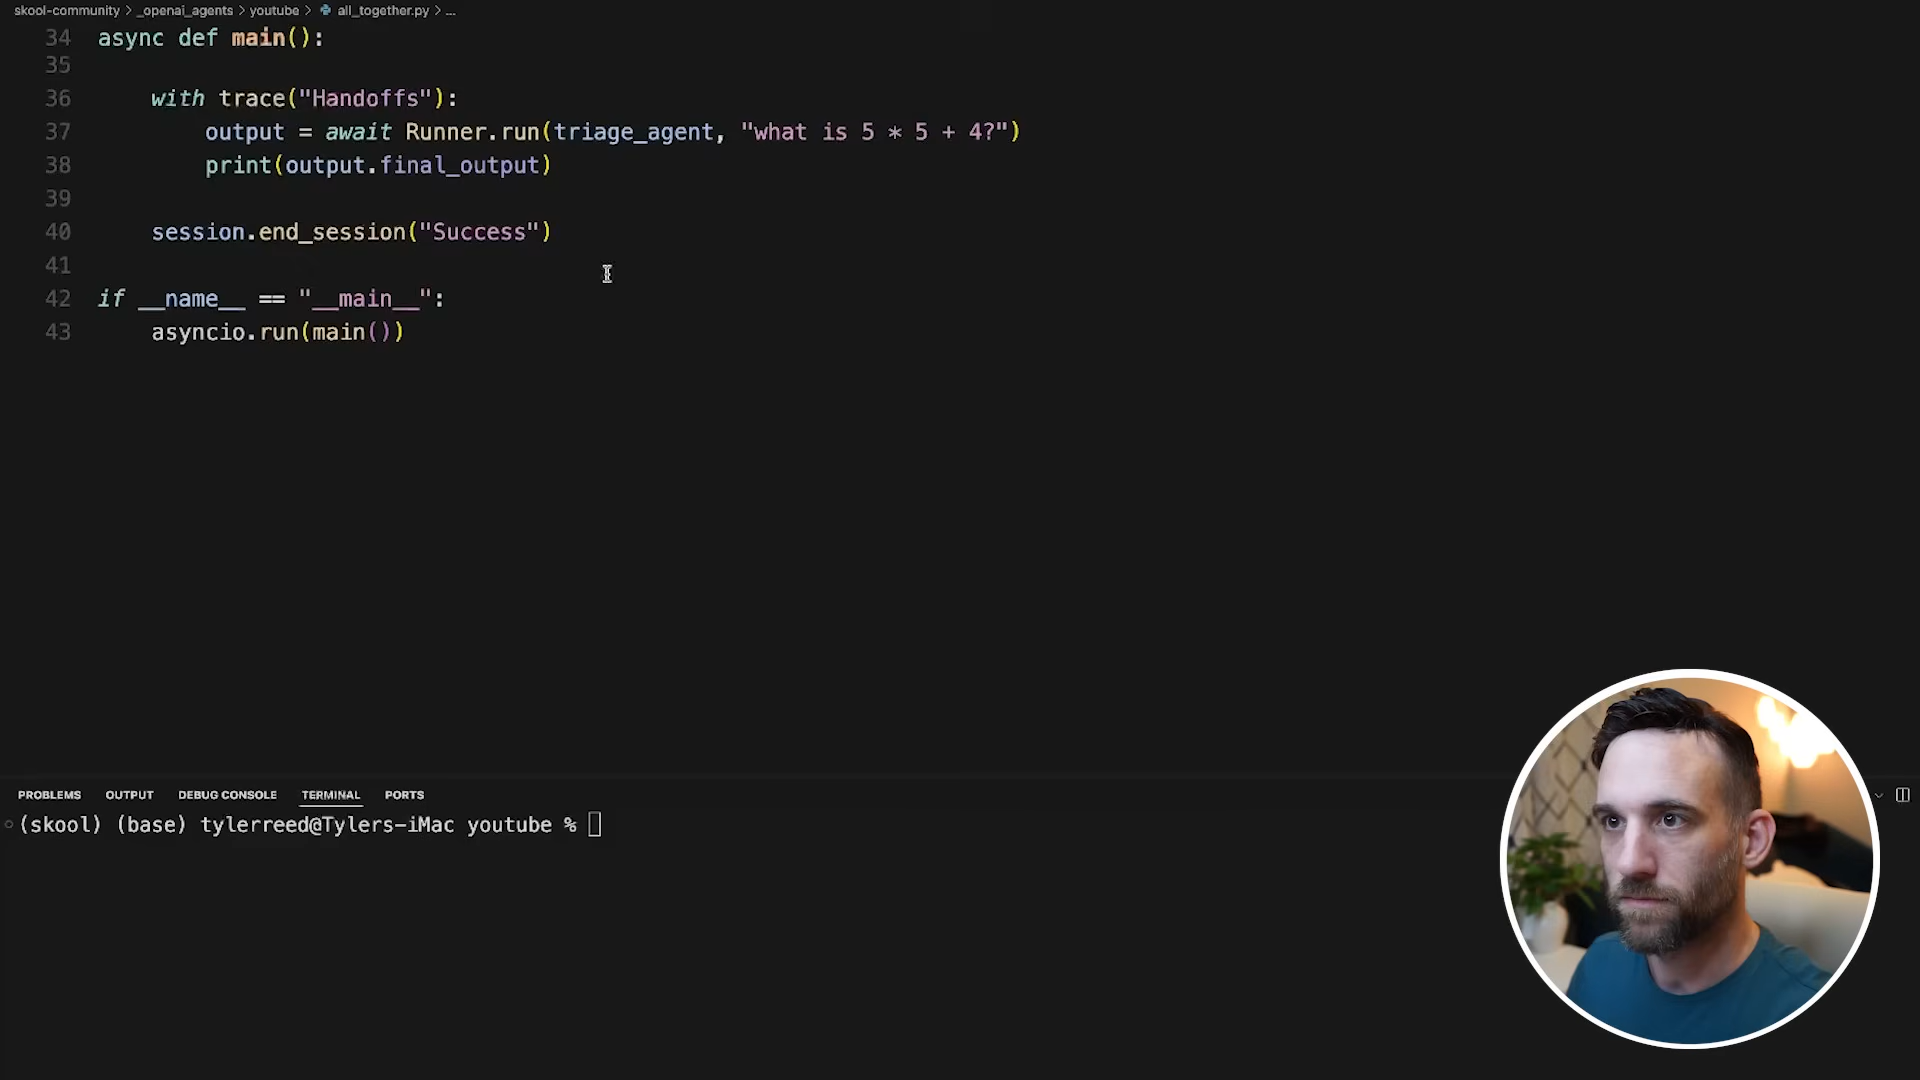 skool-community > _openai_agents > youtube > all_together.py > ...
34 async def main():
35
36 with trace("Handoffs"):
37 output = await Runner.run(triage_agent, "what is 5 * 5 + 4?")
38 print(output.final_output)
39
40 session.end_session("Success")
41
42 if __name__ == "__main__":
43 asyncio.run(main())
PROBLEMS OUTPUT DEBUG CONSOLE TERMINAL PORTS
(skool) (base) tylerreed@Tylers-iMac youtube %